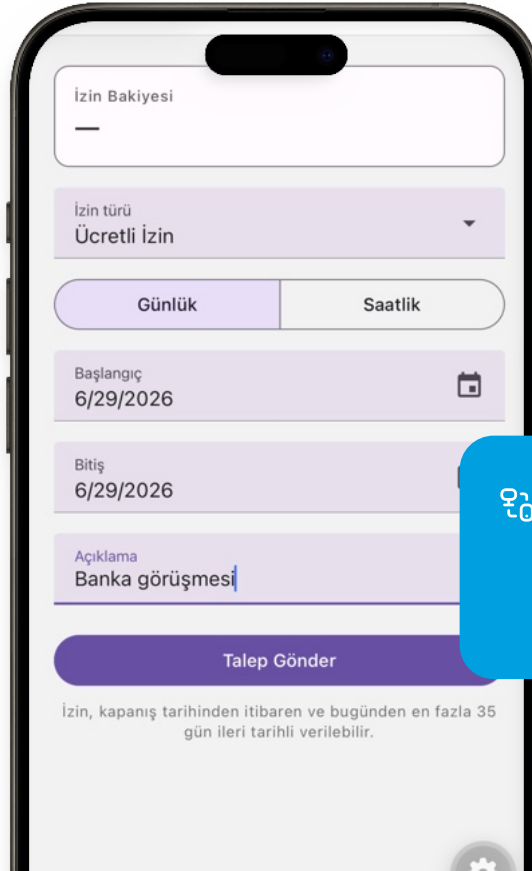 İzin Bakiyesi
—
İzin türü
Ücretli İzin
Günlük
Saatlik
Başlangıç
6/29/2026
Bitiş
6/29/2026
Açıklama
Banka görüşmesi
Talep Gönder
İzin, kapanış tarihinden itibaren ve bugünden en fazla 35
gün ileri tarihli verilebilir.